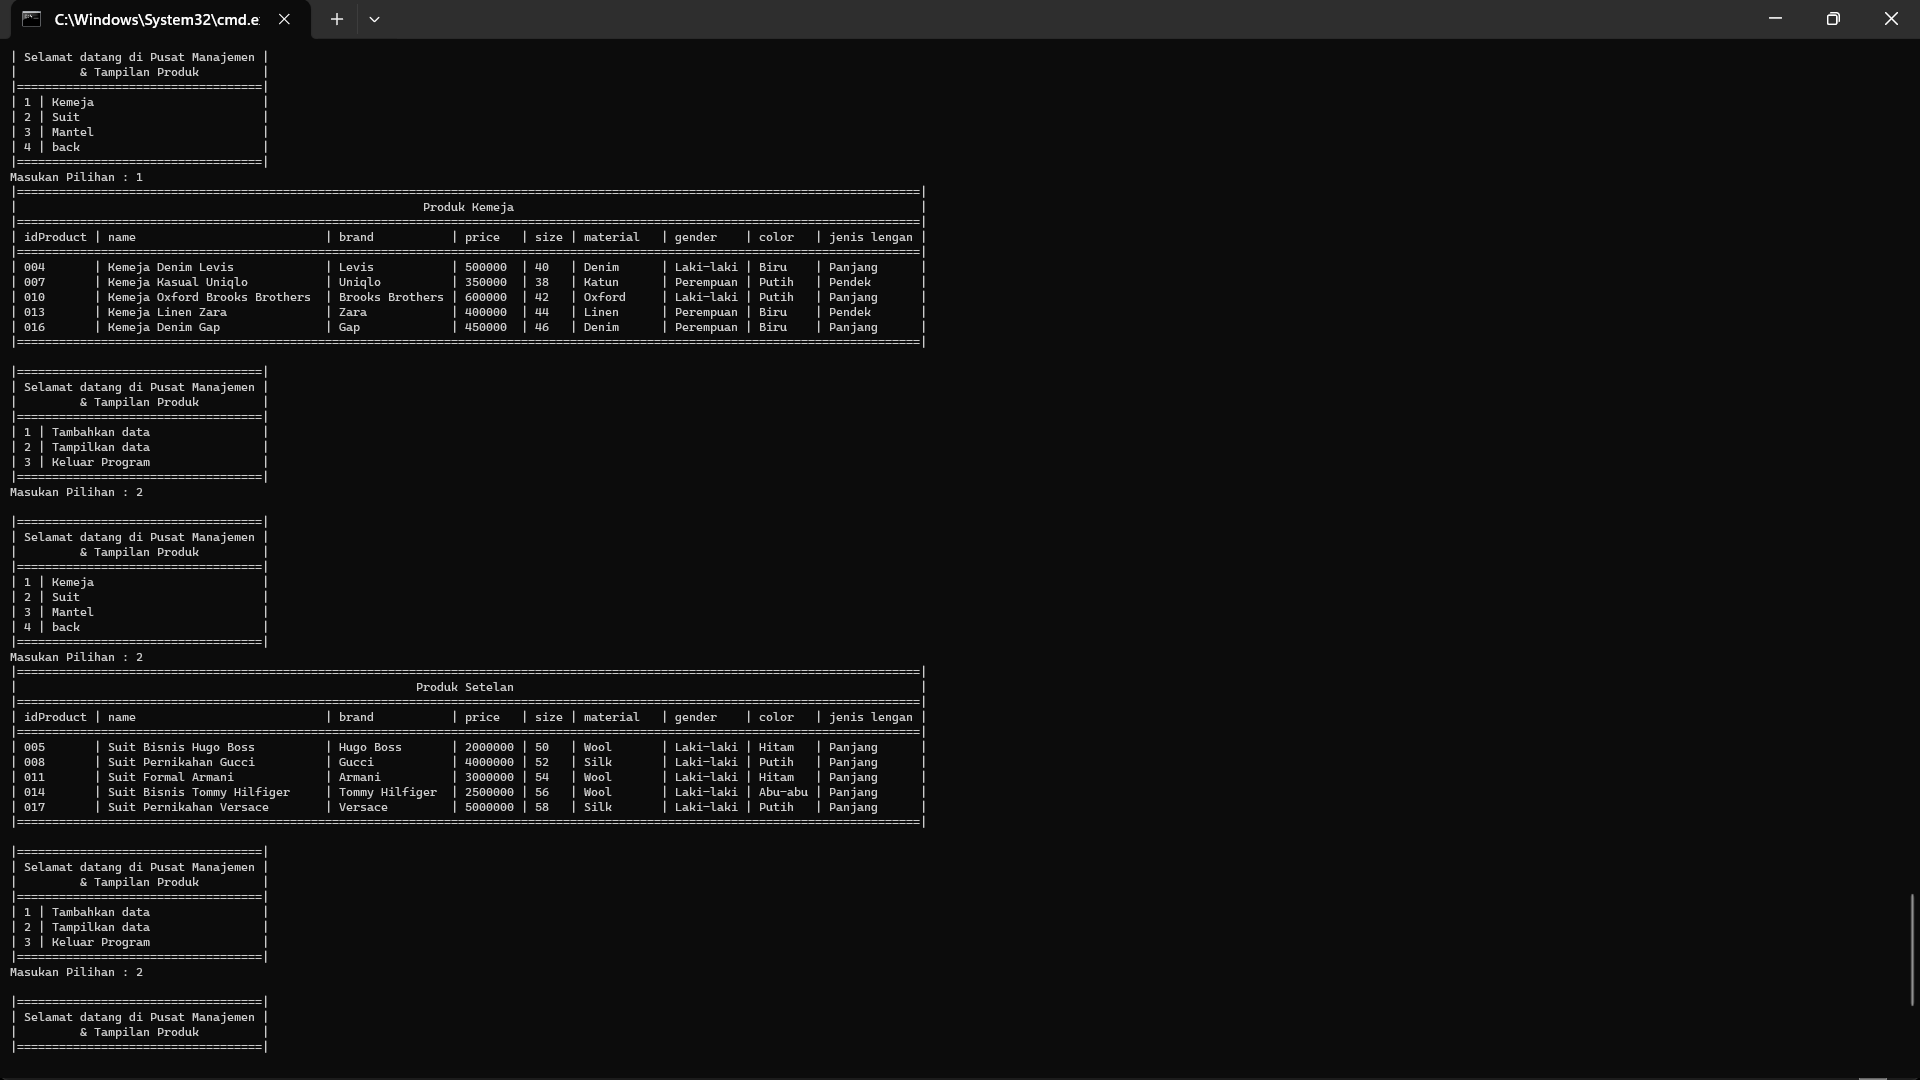 C:\Windows\System32\cmd.e
| Selamat datang di Pusat Manajemen |
|         & Tampilan Produk         |
|===================================|
| 1 | Kemeja                        |
| 2 | Suit                          |
| 3 | Mantel                        |
| 4 | back                          |
|===================================|
Masukan Pilihan : 1
|=================================================================================================================================|
|                                                          Produk Kemeja                                                          |
|=================================================================================================================================|
| idProduct | name                           | brand           | price   | size | material   | gender    | color   | jenis lengan |
|=================================================================================================================================|
| 004       | Kemeja Denim Levis             | Levis           | 500000  | 40   | Denim      | Laki-laki | Biru    | Panjang      |
| 007       | Kemeja Kasual Uniqlo           | Uniqlo          | 350000  | 38   | Katun      | Perempuan | Putih   | Pendek       |
| 010       | Kemeja Oxford Brooks Brothers  | Brooks Brothers | 600000  | 42   | Oxford     | Laki-laki | Putih   | Panjang      |
| 013       | Kemeja Linen Zara              | Zara            | 400000  | 44   | Linen      | Perempuan | Biru    | Pendek       |
| 016       | Kemeja Denim Gap               | Gap             | 450000  | 46   | Denim      | Perempuan | Biru    | Panjang      |
|=================================================================================================================================|
|===================================|
| Selamat datang di Pusat Manajemen |
|         & Tampilan Produk         |
|===================================|
| 1 | Tambahkan data                |
| 2 | Tampilkan data                |
| 3 | Keluar Program                |
|===================================|
Masukan Pilihan : 2
|===================================|
| Selamat datang di Pusat Manajemen |
|         & Tampilan Produk         |
|===================================|
| 1 | Kemeja                        |
| 2 | Suit                          |
| 3 | Mantel                        |
| 4 | back                          |
|===================================|
Masukan Pilihan : 2
|=================================================================================================================================|
|                                                         Produk Setelan                                                          |
|=================================================================================================================================|
| idProduct | name                           | brand           | price   | size | material   | gender    | color   | jenis lengan |
|=================================================================================================================================|
| 005       | Suit Bisnis Hugo Boss          | Hugo Boss       | 2000000 | 50   | Wool       | Laki-laki | Hitam   | Panjang      |
| 008       | Suit Pernikahan Gucci          | Gucci           | 4000000 | 52   | Silk       | Laki-laki | Putih   | Panjang      |
| 011       | Suit Formal Armani             | Armani          | 3000000 | 54   | Wool       | Laki-laki | Hitam   | Panjang      |
| 014       | Suit Bisnis Tommy Hilfiger     | Tommy Hilfiger  | 2500000 | 56   | Wool       | Laki-laki | Abu-abu | Panjang      |
| 017       | Suit Pernikahan Versace        | Versace         | 5000000 | 58   | Silk       | Laki-laki | Putih   | Panjang      |
|=================================================================================================================================|
|===================================|
| Selamat datang di Pusat Manajemen |
|         & Tampilan Produk         |
|===================================|
| 1 | Tambahkan data                |
| 2 | Tampilkan data                |
| 3 | Keluar Program                |
|===================================|
Masukan Pilihan : 2
|===================================|
| Selamat datang di Pusat Manajemen |
|         & Tampilan Produk         |
|===================================|